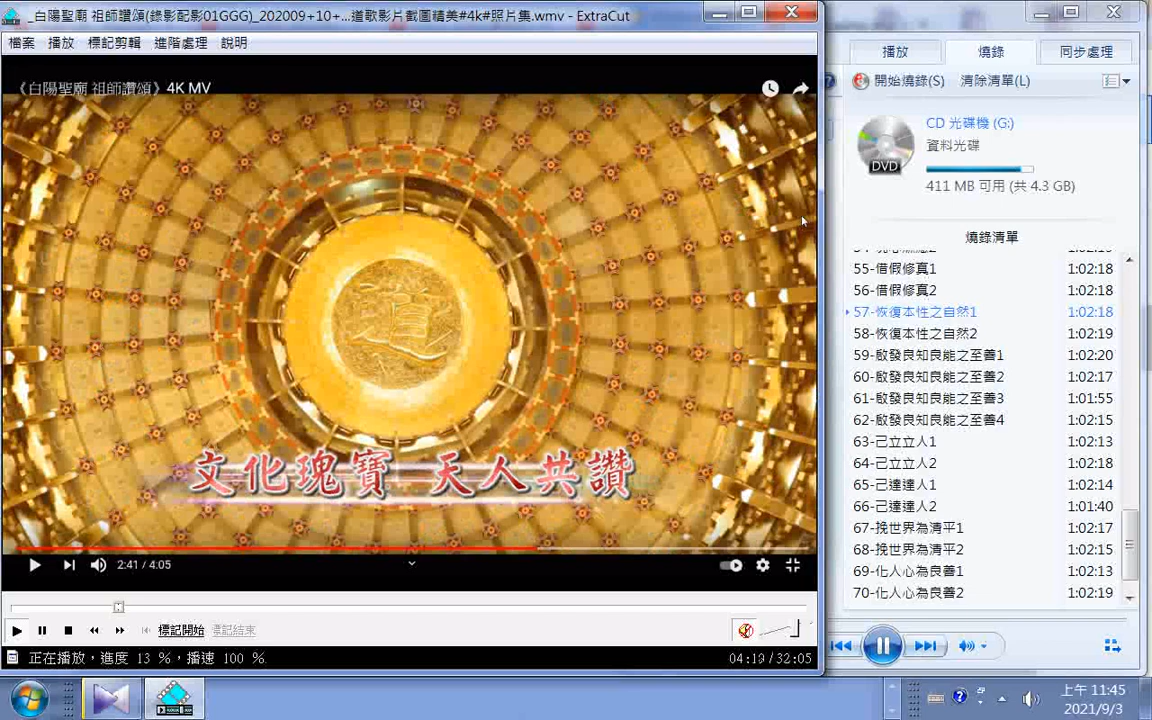 _白陽聖廟 祖師讚頌(錄影配影01GGG)_202009+10+...道歌影片截圖精美#4k#照片集.wmv - ExtraCut
檔案 播放 標記剪輯 進階處理 說明
《白陽聖廟 祖師讚頌》4K MV
道
文化瑰寶 天人共讚
2:41 / 4:05
標記開始 標記結束
正在播放，進度 13 %，播速 100 %.
04:19/32:05
播放 燒錄 同步處理
開始燒錄(S) 清除清單(L)
CD 光碟機 (G:)
資料光碟
DVD
411 MB 可用 (共 4.3 GB)
燒錄清單
55-借假修真1 1:02:18
56-借假修真2 1:02:18
57-恢復本性之自然1 1:02:18
58-恢復本性之自然2 1:02:19
59-啟發良知良能之至善1 1:02:20
60-啟發良知良能之至善2 1:02:17
61-啟發良知良能之至善3 1:01:55
62-啟發良知良能之至善4 1:02:15
63-己立立人1 1:02:13
64-己立立人2 1:02:18
65-己達達人1 1:02:14
66-己達達人2 1:01:40
67-挽世界為清平1 1:02:17
68-挽世界為清平2 1:02:15
69-化人心為良善1 1:02:13
70-化人心為良善2 1:02:19
上午 11:45
2021/9/3